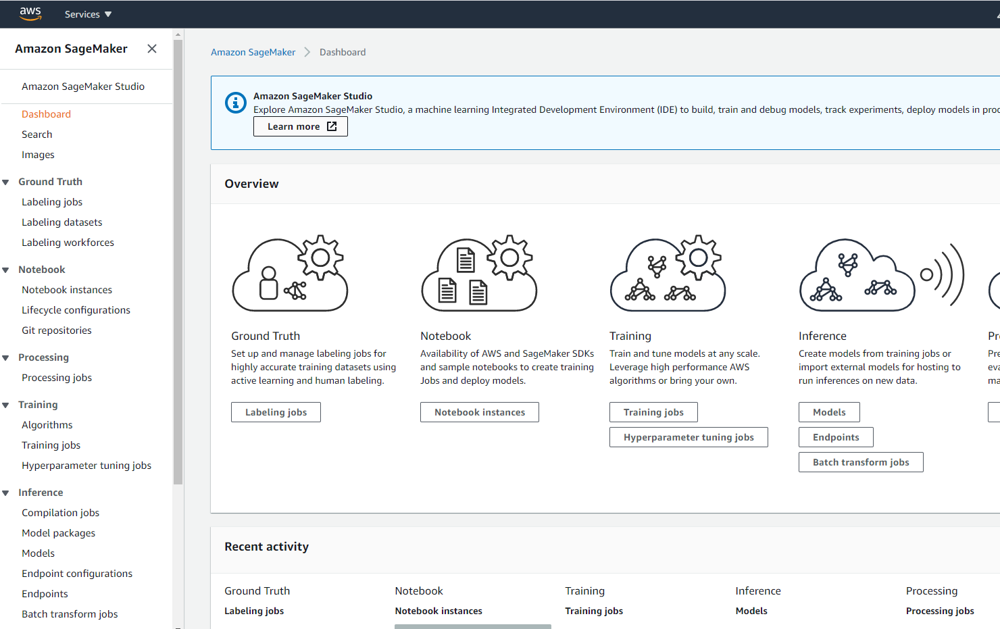 aws
Services
Amazon SageMaker
Amazon SageMaker Studio
Dashboard
Search
Images
Ground Truth
Labeling jobs
Labeling datasets
Labeling workforces
Notebook
Notebook instances
Lifecycle configurations
Git repositories
Processing
Processing jobs
Training
Algorithms
Training jobs
Hyperparameter tuning jobs
Inference
Compilation jobs
Model packages
Models
Endpoint configurations
Endpoints
Batch transform jobs
Amazon SageMaker Dashboard
Amazon SageMaker Studio
Explore Amazon SageMaker Studio, a machine learning Integrated Development Environment (IDE) to build, train and debug models, track experiments, deploy models in
Learn more
Overview
Ground Truth
Set up and manage labeling jobs for
highly accurate training datasets using
active learning and human labeling.
Labeling jobs
Notebook
Availability of AWS and SageMaker SDKs
and sample notebooks to create training
Jobs and deploy models.
Notebook instances
Training
Train and tune models at any scale.
Leverage high performance AWS
algorithms or bring your own.
Training jobs
Hyperparameter tuning jobs
Inference
Create models from training jobs or
import external models for hosting to
run inferences on new data.
Models
Endpoints
Batch transform jobs
Recent activity
Ground Truth
Labeling jobs
Notebook
Notebook instances
Training
Training jobs
Inference
Models
Processing
Processing jobs